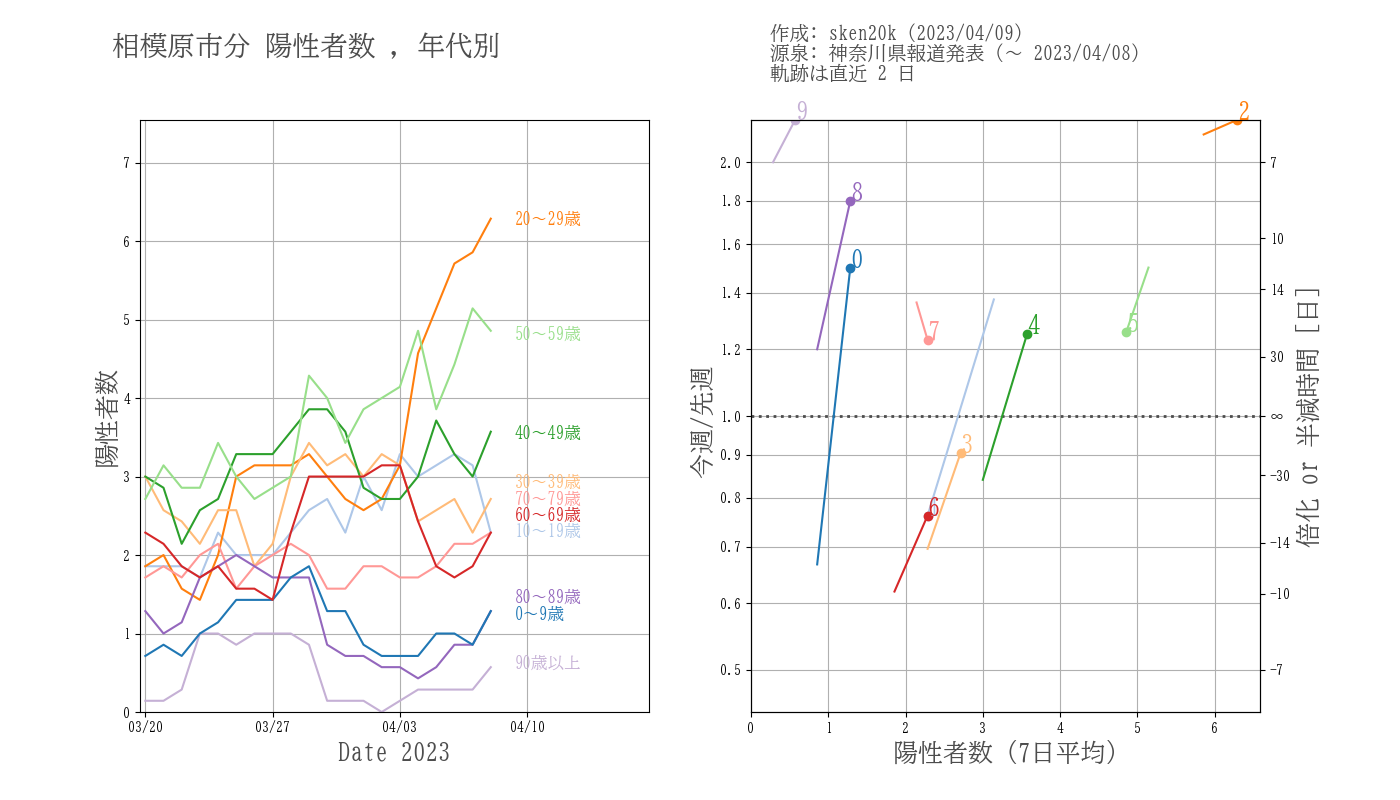 相模原市分 陽性者数 , 年代別
作成: sken20k (2023/04/09)
源泉: 神奈川県報道発表 (〜 2023/04/08)
軌跡は直近 2 日
陽性者数
7
6
5
4
3
2
1
0
03/20 03/27 04/03 04/10
Date 2023
20〜29歳
50〜59歳
40〜49歳
30〜39歳
70〜79歳
60〜69歳
10〜19歳
80〜89歳
0〜9歳
90歳以上
今週/先週
2.0
1.8
1.6
1.4
1.2
1.0
0.9
0.8
0.7
0.6
0.5
9
2
8
0
7
4
5
3
6
0 1 2 3 4 5 6
陽性者数 (7日平均)
7
10
14
30
∞
-30
-14
-10
-7
倍化 or 半減時間 [日]